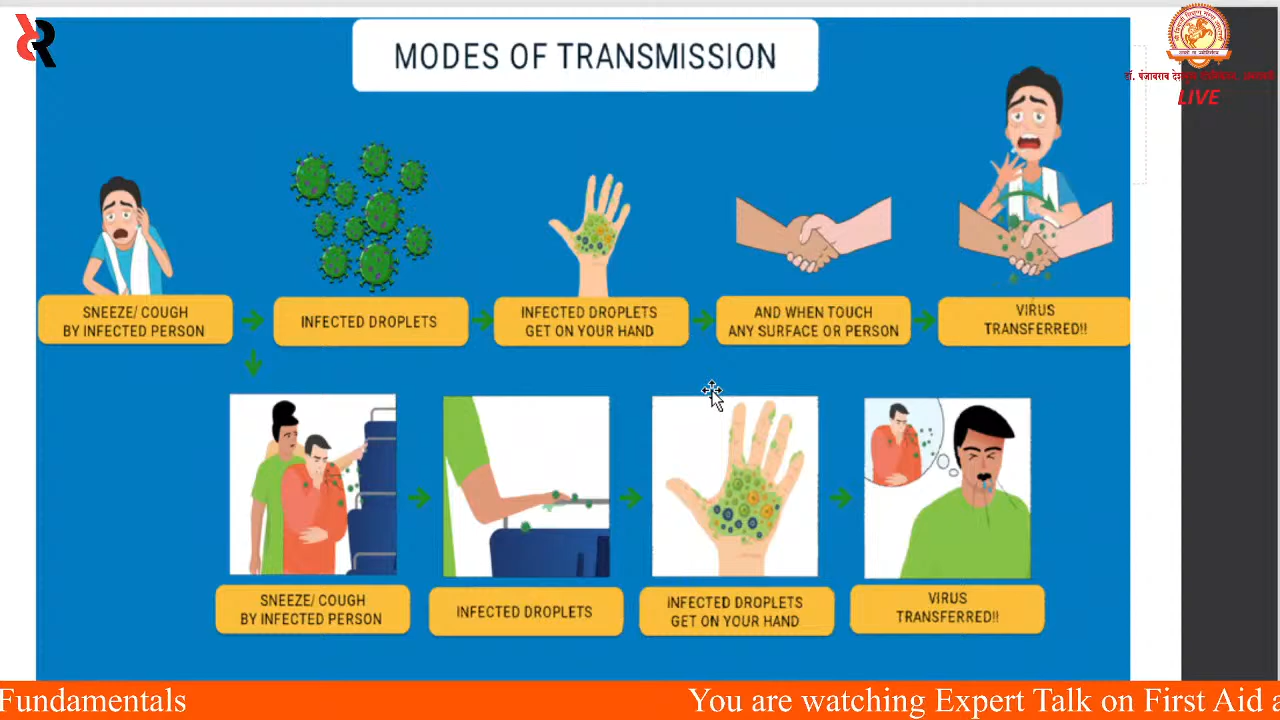 MODES OF TRANSMISSION
LIVE
SNEEZE/ COUGH
BY INFECTED PERSON
INFECTED DROPLETS
INFECTED DROPLETS
GET ON YOUR HAND
AND WHEN TOUCH
ANY SURFACE OR PERSON
VIRUS
TRANSFERRED!!
SNEEZE/ COUGH
BY INFECTED PERSON
INFECTED DROPLETS
INFECTED DROPLETS
GET ON YOUR HAND
VIRUS
TRANSFERRED!!
Fundamentals
You are watching Expert Talk on First Aid a